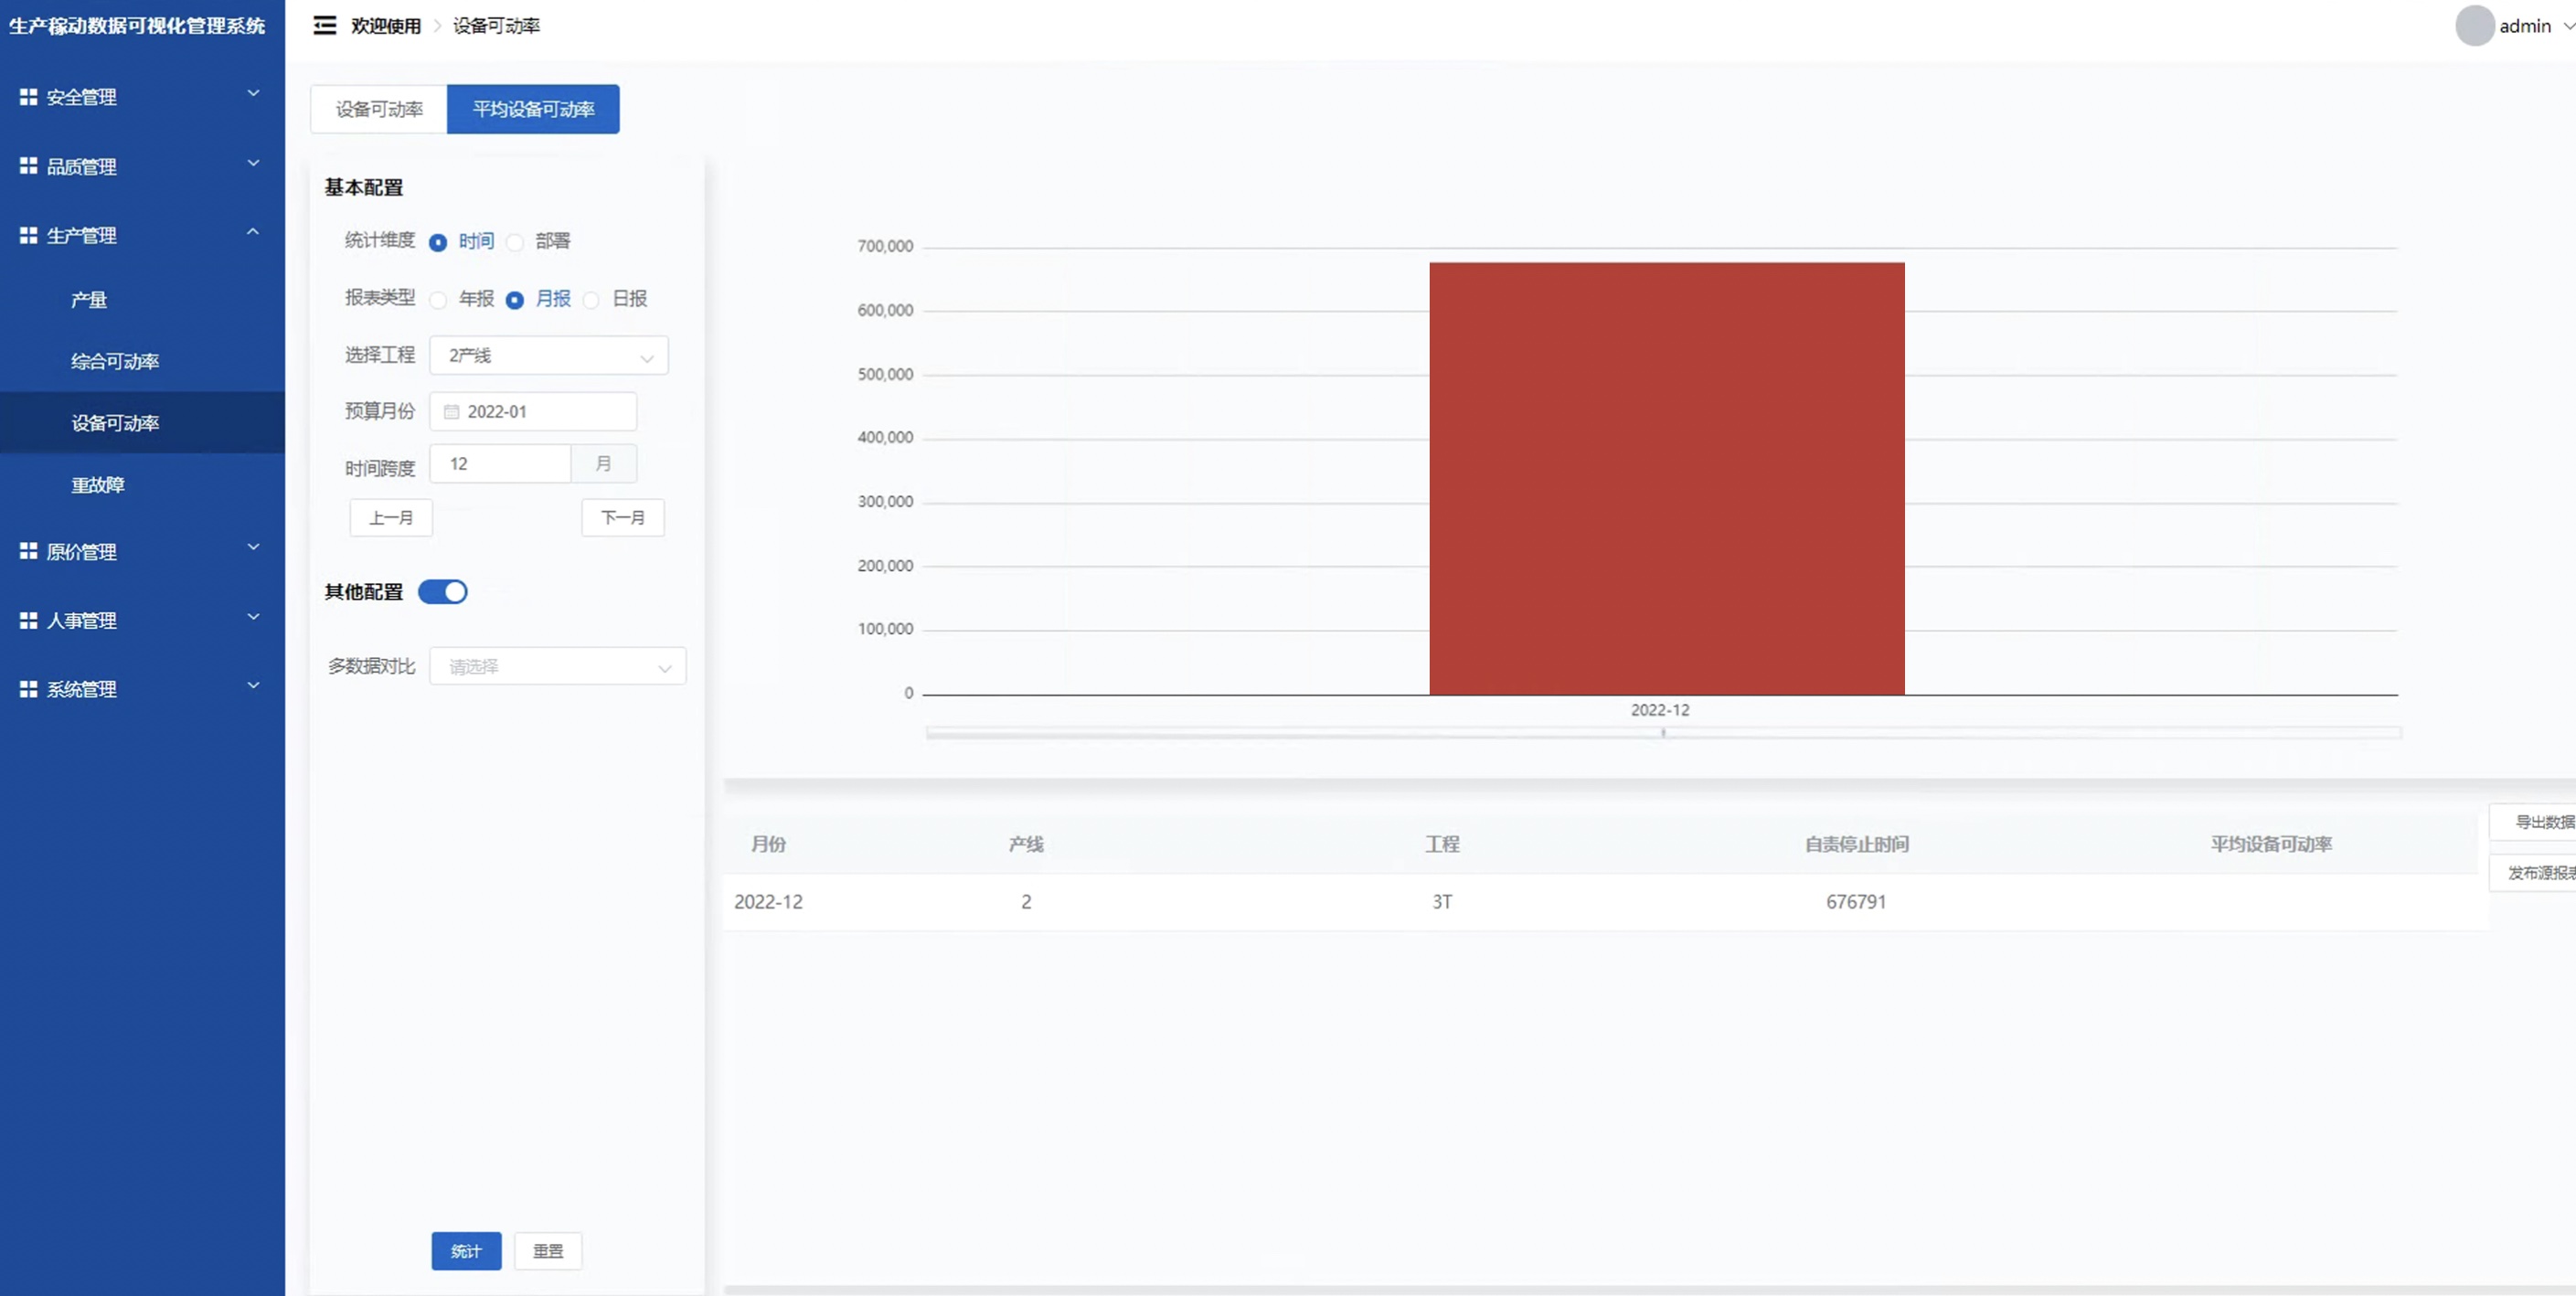 生产稼动数据可视化管理系统
欢迎使用 > 设备可动率
admin
安全管理
品质管理
生产管理
产量
综合可动率
设备可动率
重故障
原价管理
人事管理
系统管理
设备可动率 平均设备可动率
基本配置
统计维度 时间 部署
报表类型 年报 月报 日报
选择工程 2产线
预算月份 2022-01
时间跨度 12 月
上一月 下一月
其他配置
多数据对比 请选择
统计 重置
700,000
600,000
500,000
400,000
300,000
200,000
100,000
0
2022-12
月份 产线 工程 自责停止时间 平均设备可动率
2022-12 2 3T 676791
导出数据
发布源报表